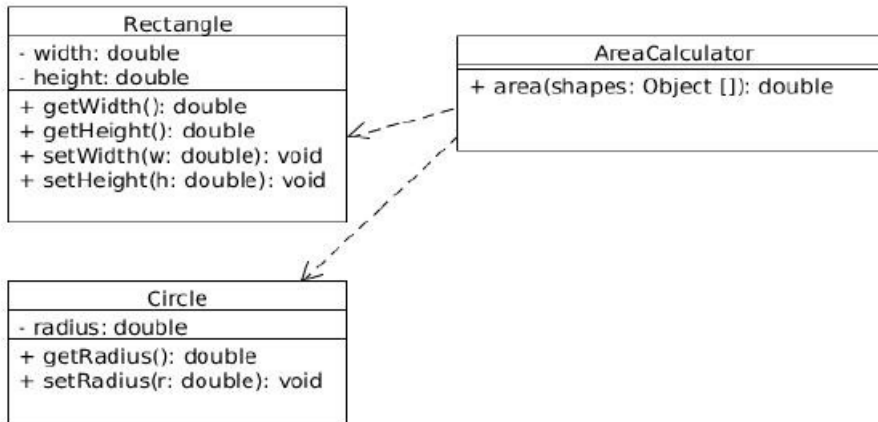 Rectangle
- width: double
- height: double
+ getWidth(): double
+ getHeight(): double
+ setWidth(w: double): void
+ setHeight(h: double): void
AreaCalculator
+ area(shapes: Object []): double
Circle
- radius: double
+ getRadius(): double
+ setRadius(r: double): void